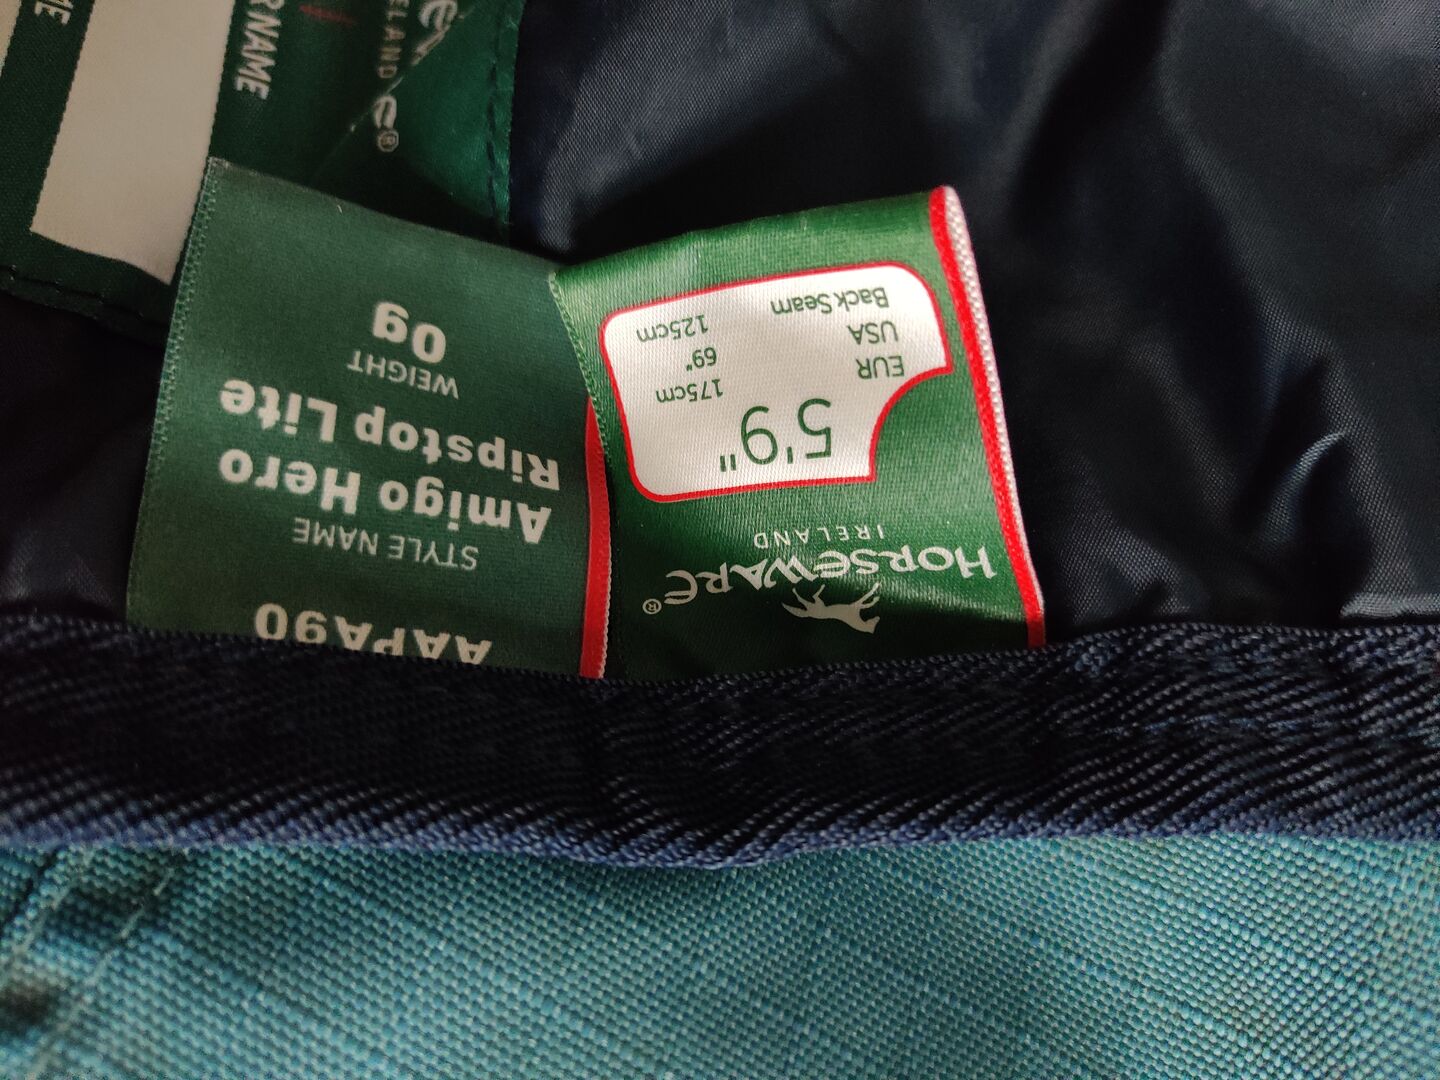 HORSEWARE®
IRELAND
5'9"
EUR 175cm
USA 69"
Back Seam 125cm
AAPA90
STYLE NAME
Amigo Hero
Ripstop Lite
WEIGHT
0g
NAME